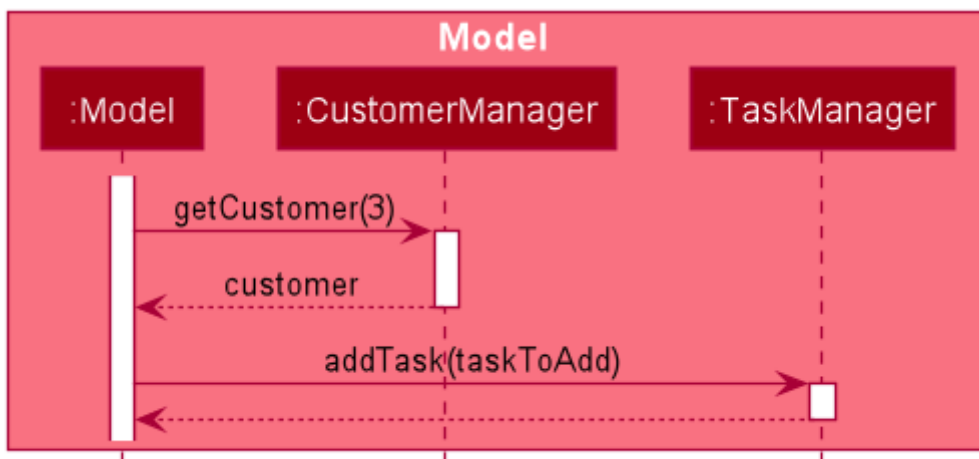 Model
:Model
:CustomerManager
:TaskManager
getCustomer(3)
customer
addTask(taskToAdd)